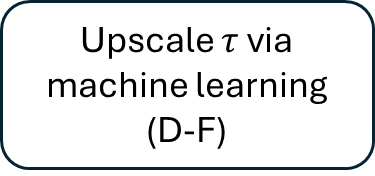 Upscale τ via
machine learning
(D-F)